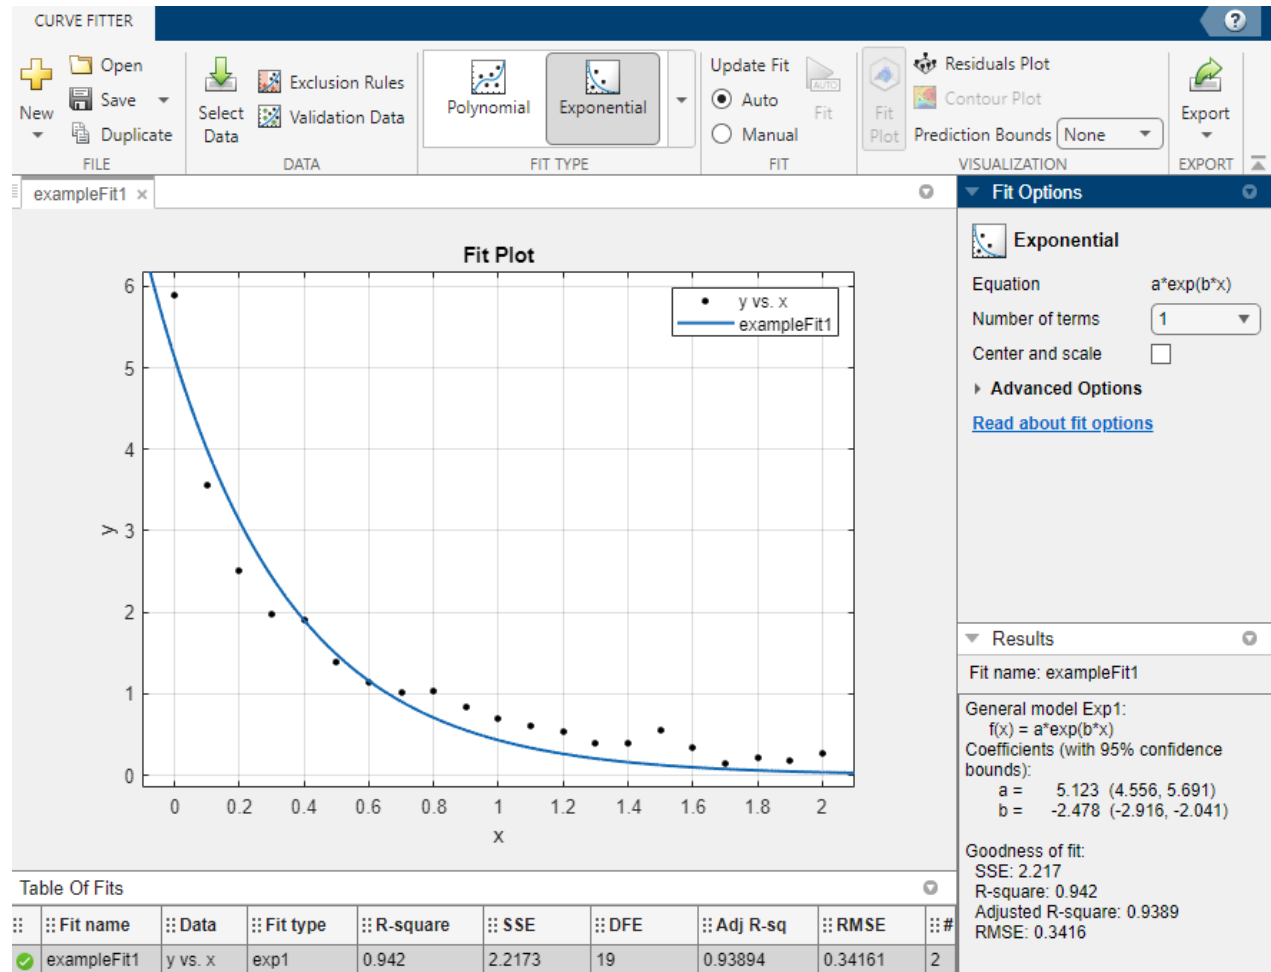 CURVE FITTER
?
New
Open
Save
Duplicate
FILE
Select
Data
Exclusion Rules
Validation Data
DATA
Polynomial
Exponential
FIT TYPE
Update Fit
Auto
Manual
AUTO
Fit
FIT
Fit
Plot
Residuals Plot
Contour Plot
Prediction Bounds None
VISUALIZATION
Export
EXPORT
exampleFit1 ×
Fit Plot
y vs. x
exampleFit1
6
5
4
3
2
1
0
y
0 0.2 0.4 0.6 0.8 1 1.2 1.4 1.6 1.8 2
x
Fit Options
Exponential
Equation a*exp(b*x)
Number of terms 1
Center and scale
Advanced Options
Read about fit options
Results
Fit name: exampleFit1
General model Exp1:
f(x) = a*exp(b*x)
Coefficients (with 95% confidence
bounds):
a = 5.123 (4.556, 5.691)
b = -2.478 (-2.916, -2.041)
Goodness of fit:
SSE: 2.217
R-square: 0.942
Adjusted R-square: 0.9389
RMSE: 0.3416
Table Of Fits
Fit name Data Fit type R-square SSE DFE Adj R-sq RMSE #
exampleFit1 y vs. x exp1 0.942 2.2173 19 0.93894 0.34161 2